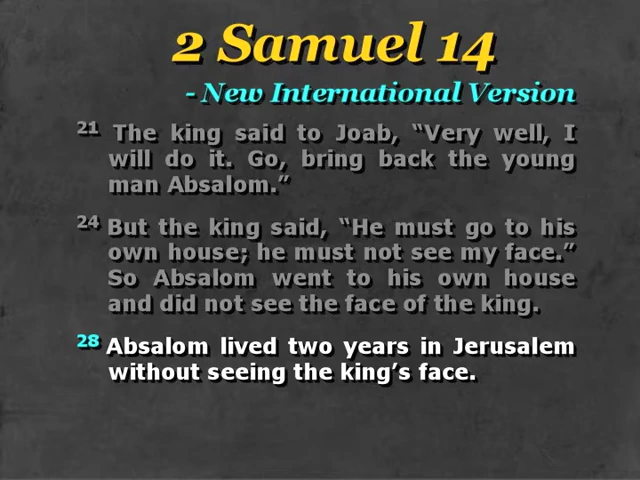 2 Samuel 14
- New International Version
21 The king said to Joab, “Very well, I
will do it. Go, bring back the young
man Absalom.”
24 But the king said, “He must go to his
own house; he must not see my face.”
So Absalom went to his own house
and did not see the face of the king.
28 Absalom lived two years in Jerusalem
without seeing the king’s face.